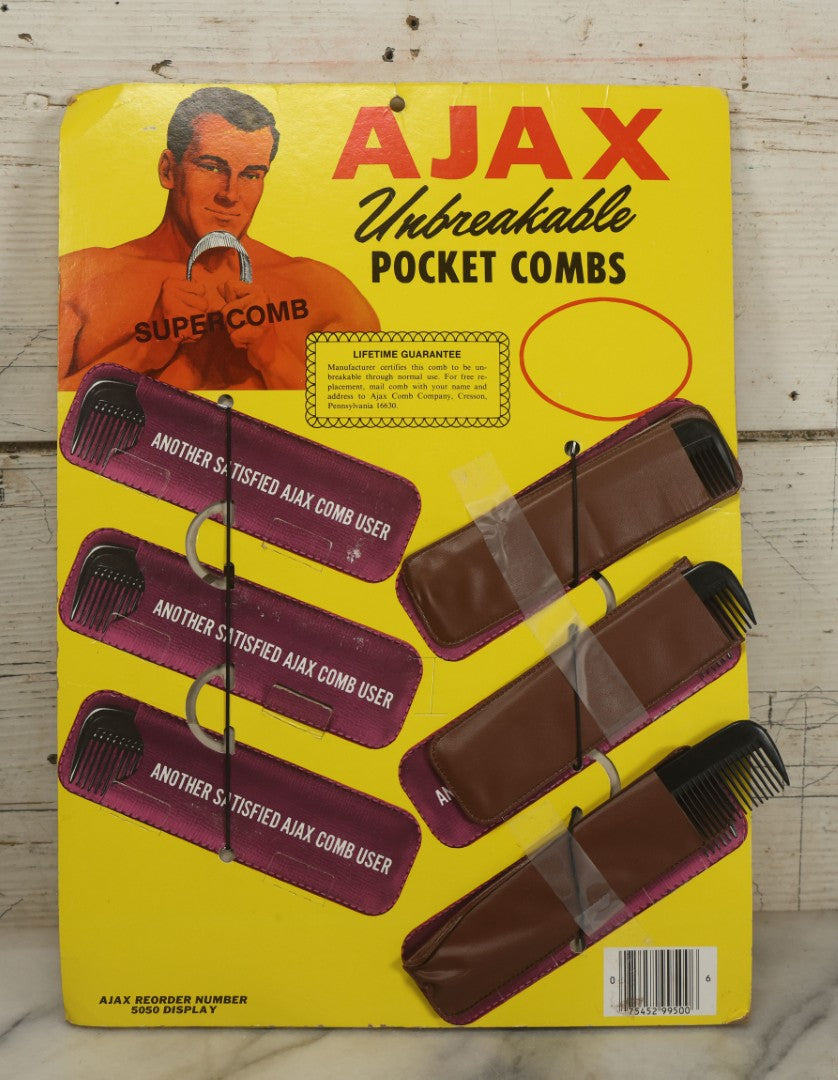 AJAX
Unbreakable
POCKET COMBS
SUPERCOMB
LIFETIME GUARANTEE
Manufacturer certifies this comb to be un-
breakable through normal use. For free re-
placement, mail comb with your name and
address to Ajax Comb Company, Cresson,
Pennsylvania 16630.
ANOTHER SATISFIED AJAX COMB USER
ANOTHER SATISFIED AJAX COMB USER
ANOTHER SATISFIED AJAX COMB USER
AN
AJAX REORDER NUMBER
5050 DISPLAY
0 75452 99500 6